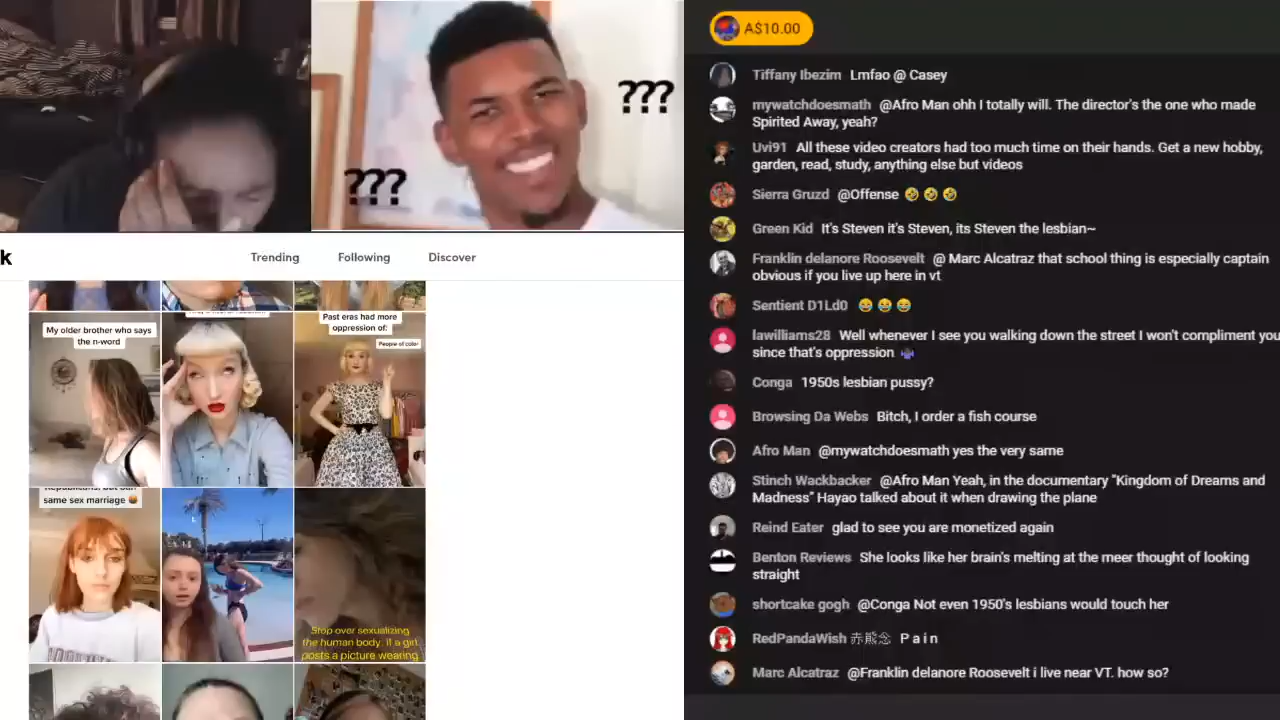 ???
???
k
Trending
Following
Discover
My older brother who says
the n-word
Past eras had more
oppression of:
People of color
same sex marriage
Stop over sexualizing
the human body. If a girl
posts a picture wearing
A$10.00
Tiffany Ibezim Lmfao @ Casey
mywatchdoesmath @Afro Man ohh I totally will. The director's the one who made
Spirited Away, yeah?
Uvi91 All these video creators had too much time on their hands. Get a new hobby,
garden, read, study, anything else but videos
Sierra Gruzd @Offense 🤣 🤣 🤣
Green Kid It's Steven it's Steven, its Steven the lesbian~
Franklin delanore Roosevelt @ Marc Alcatraz that school thing is especially captain
obvious if you live up here in vt
Sentient D1Ld0 😂 😂 😂
lawilliams28 Well whenever I see you walking down the street I won't compliment you
since that's oppression
Conga 1950s lesbian pussy?
Browsing Da Webs Bitch, I order a fish course
Afro Man @mywatchdoesmath yes the very same
Stinch Wackbacker @Afro Man Yeah, in the documentary "Kingdom of Dreams and
Madness" Hayao talked about it when drawing the plane
Reind Eater glad to see you are monetized again
Benton Reviews She looks like her brain's melting at the meer thought of looking
straight
shortcake gogh @Conga Not even 1950's lesbians would touch her
RedPandaWish 赤熊念 P a i n
Marc Alcatraz @Franklin delanore Roosevelt i live near VT. how so?